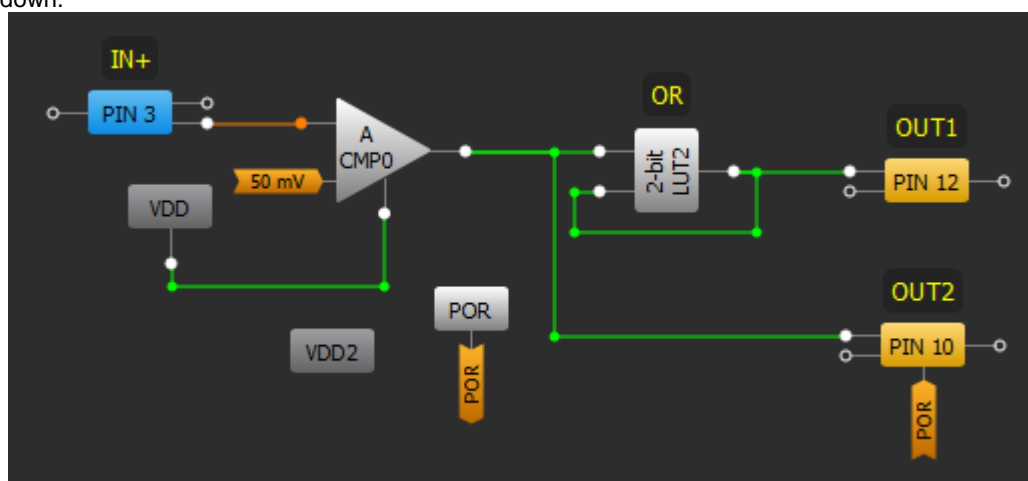 down.
IN+
PIN 3
A
CMP0
50 mV
VDD
OR
2-bit
LUT2
OUT1
PIN 12
POR
POR
VDD2
OUT2
PIN 10
POR